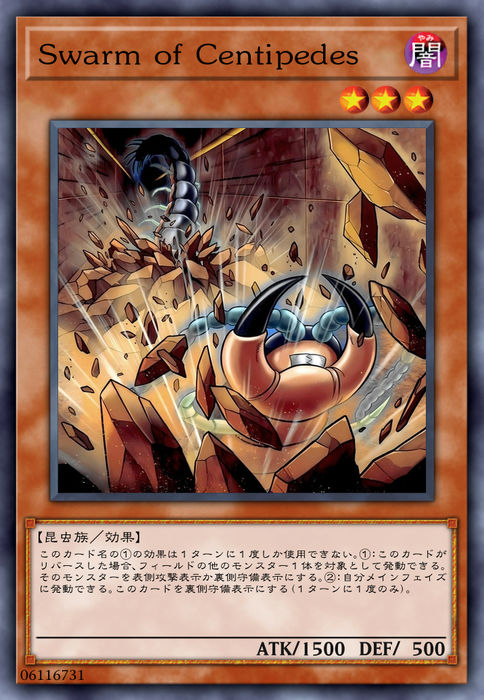 Swarm of Centipedes
やみ
闇
【昆虫族／効果】
このカード名の①の効果は１ターンに１度しか使用できない。①：このカードが
リバースした場合、フィールドの他のモンスター１体を対象として発動できる。
そのモンスターを表側攻撃表示か裏側守備表示にする。②：自分メインフェイズ
に発動できる。このカードを裏側守備表示にする（１ターンに１度のみ）。
ATK/1500 DEF/ 500
06116731